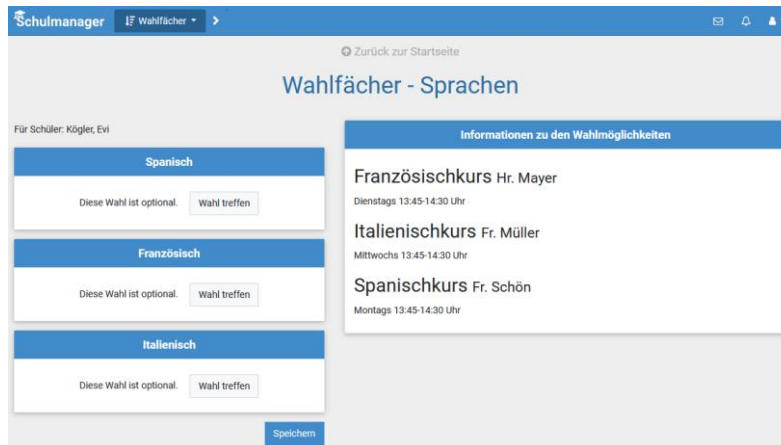 Schulmanager Wahlfächer
Zurück zur Startseite
Wahlfächer - Sprachen
Für Schüler: Kögler, Evi
Spanisch
Diese Wahl ist optional. Wahl treffen
Französisch
Diese Wahl ist optional. Wahl treffen
Italienisch
Diese Wahl ist optional. Wahl treffen
Speichern
Informationen zu den Wahlmöglichkeiten
Französischkurs Hr. Mayer
Dienstags 13:45-14:30 Uhr
Italienischkurs Fr. Müller
Mittwochs 13:45-14:30 Uhr
Spanischkurs Fr. Schön
Montags 13:45-14:30 Uhr